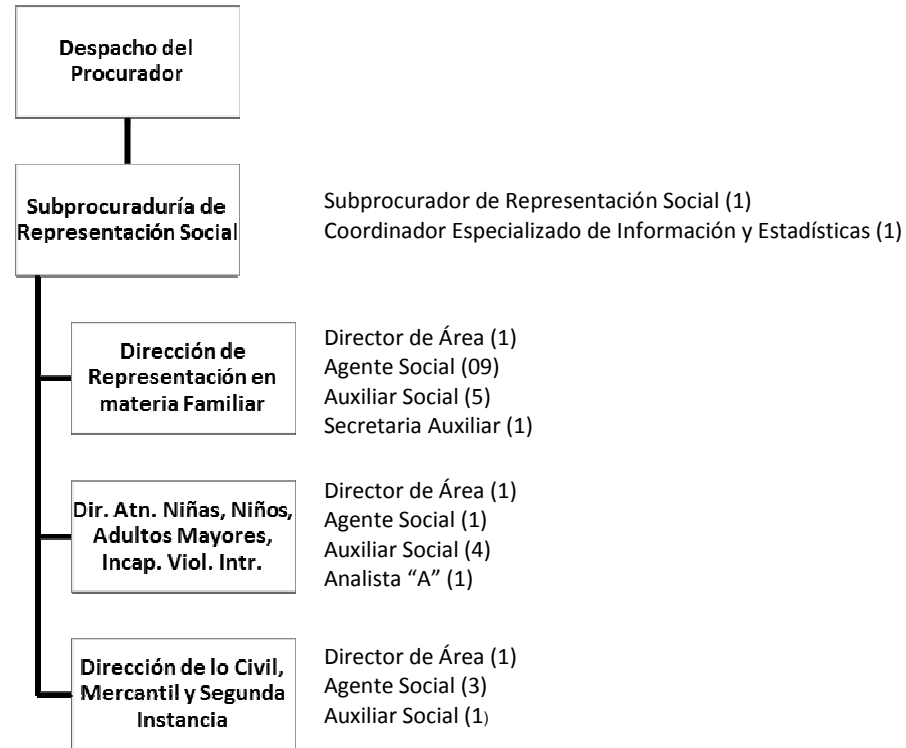 Despacho del
Procurador
Subprocuraduría de
Representación Social
Subprocurador de Representación Social (1)
Coordinador Especializado de Información y Estadísticas (1)
Dirección de
Representación en
materia Familiar
Director de Área (1)
Agente Social (09)
Auxiliar Social (5)
Secretaria Auxiliar (1)
Dir. Atn. Niñas, Niños,
Adultos Mayores,
Incap. Viol. Intr.
Director de Área (1)
Agente Social (1)
Auxiliar Social (4)
Analista “A” (1)
Dirección de lo Civil,
Mercantil y Segunda
Instancia
Director de Área (1)
Agente Social (3)
Auxiliar Social (1)